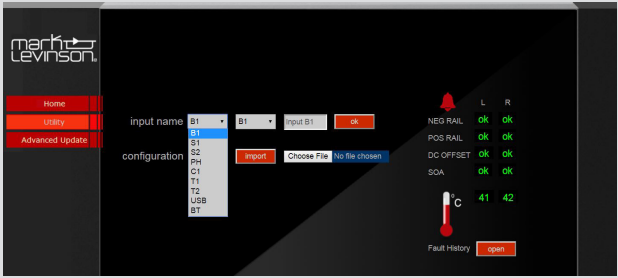 mark
Levinson®
Home
Utility
Advanced Update
input name B1 B1 Input B1 ok
B1
S1
S2
PH
C1
T1
T2
USB
BT
configuration import Choose File No file chosen
L R
NEG RAIL ok ok
POS RAIL ok ok
DC OFFSET ok ok
SOA ok ok
°C 41 42
Fault History open